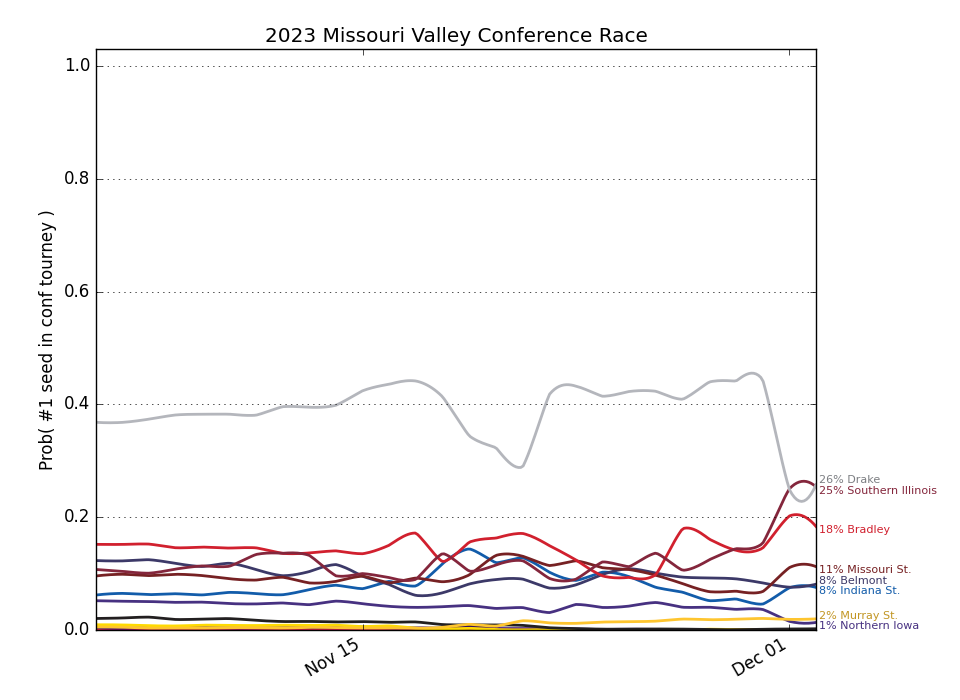 2023 Missouri Valley Conference Race
Prob( #1 seed in conf tourney )
1.0
0.8
0.6
0.4
0.2
0.0
Nov 15
Dec 01
26% Drake
25% Southern Illinois
18% Bradley
11% Missouri St.
8% Belmont
8% Indiana St.
2% Murray St.
1% Northern Iowa